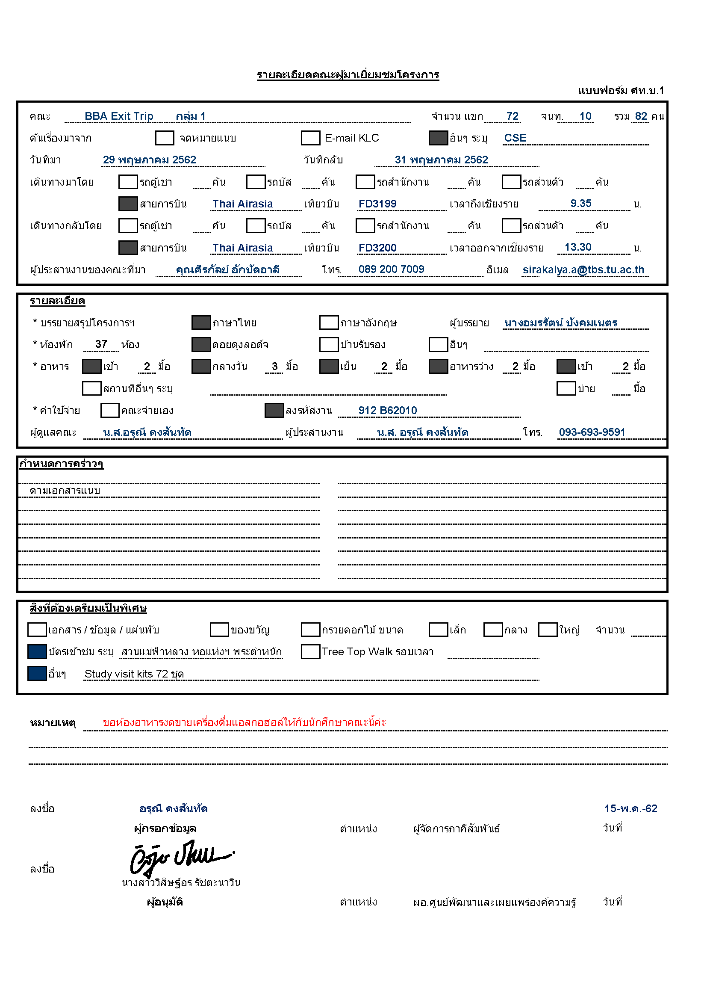 รายละเอียดคณะผู้มาเยี่ยมชมโครงการ
แบบฟอร์ม ศท.บ.1
คณะ BBA Exit Trip กลุ่ม 1 จำนวน แขก 72 จนท. 10 รวม 82 คน
ต้นเรื่องมาจาก จดหมายแนบ E-mail KLC อื่นๆ ระบุ CSE
วันที่มา 29 พฤษภาคม 2562 วันที่กลับ 31 พฤษภาคม 2562
เดินทางมาโดย รถตู้เช่า คัน รถบัส คัน รถสำนักงาน คัน รถส่วนตัว คัน
สายการบิน Thai Airasia เที่ยวบิน FD3199 เวลาถึงเชียงราย 9.35 น.
เดินทางกลับโดย รถตู้เช่า คัน รถบัส คัน รถสำนักงาน คัน รถส่วนตัว คัน
สายการบิน Thai Airasia เที่ยวบิน FD3200 เวลาออกจากเชียงราย 13.30 น.
ผู้ประสานงานของคณะที่มา คุณศิรกัลย์ อักบัดอาลี โทร. 089 200 7009 อีเมล sirakalya.a@tbs.tu.ac.th
รายละเอียด
* บรรยายสรุปโครงการฯ ภาษาไทย ภาษาอังกฤษ ผู้บรรยาย นางอมรรัตน์ บังคมเนตร
* ห้องพัก 37 ห้อง ดอยตุงลอด์จ บ้านรับรอง อื่นๆ
* อาหาร เช้า 2 มื้อ กลางวัน 3 มื้อ เย็น 2 มื้อ อาหารว่าง 2 มื้อ เช้า 2 มื้อ
สถานที่อื่นๆ ระบุ บ่าย มื้อ
* ค่าใช้จ่าย คณะจ่ายเอง ลงรหัสงาน 912 B62010
ผู้ดูแลคณะ น.ส.อรุณี คงสันทัด ผู้ประสานงาน น.ส. อรุณี คงสันทัด โทร. 093-693-9591
กำหนดการคร่าวๆ
ตามเอกสารแนบ
สิ่งที่ต้องเตรียมเป็นพิเศษ
เอกสาร / ข้อมูล / แผ่นพับ ของขวัญ กรวยดอกไม้ ขนาด เล็ก กลาง ใหญ่ จำนวน
บัตรเข้าชม ระบุ สวนแม่ฟ้าหลวง หอแห่งฯ พระตำหนัก Tree Top Walk รอบเวลา
อื่นๆ Study visit kits 72 ชุด
หมายเหตุ ขอห้องอาหารงดขายเครื่องดื่มแอลกอฮอล์ให้กับนักศึกษาคณะนี้ค่ะ
ลงชื่อ อรุณี คงสันทัด 15-พ.ค.-62
ผู้กรอกข้อมูล ตำแหน่ง ผู้จัดการภาคีสัมพันธ์ วันที่
ลงชื่อ
นางสาววิสิษฐ์อร รัชตะนาวิน
ผู้อนุมัติ ตำแหน่ง ผอ.ศูนย์พัฒนาและเผยแพร่องค์ความรู้ วันที่